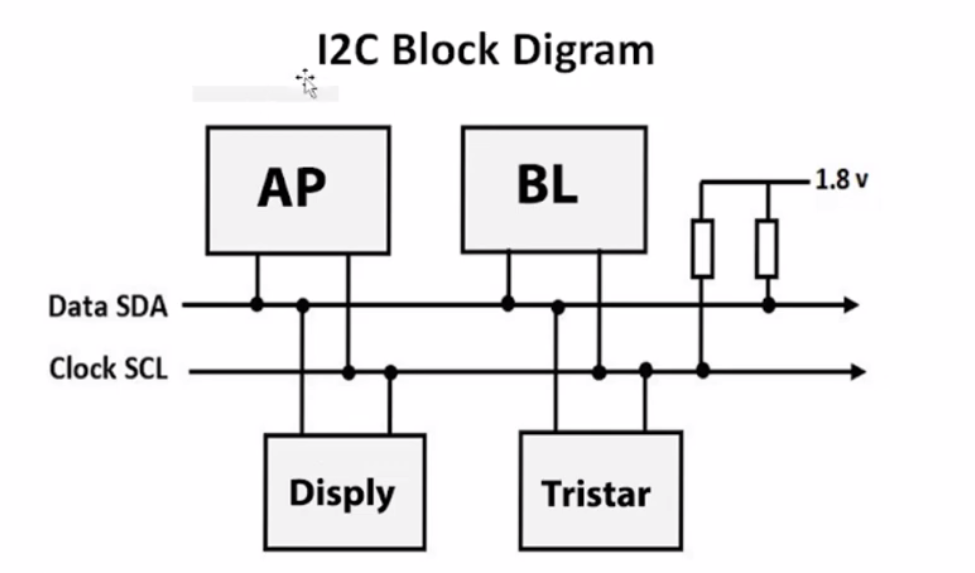 I2C Block Digram
AP
BL
1.8 v
Data SDA
Clock SCL
Disply
Tristar